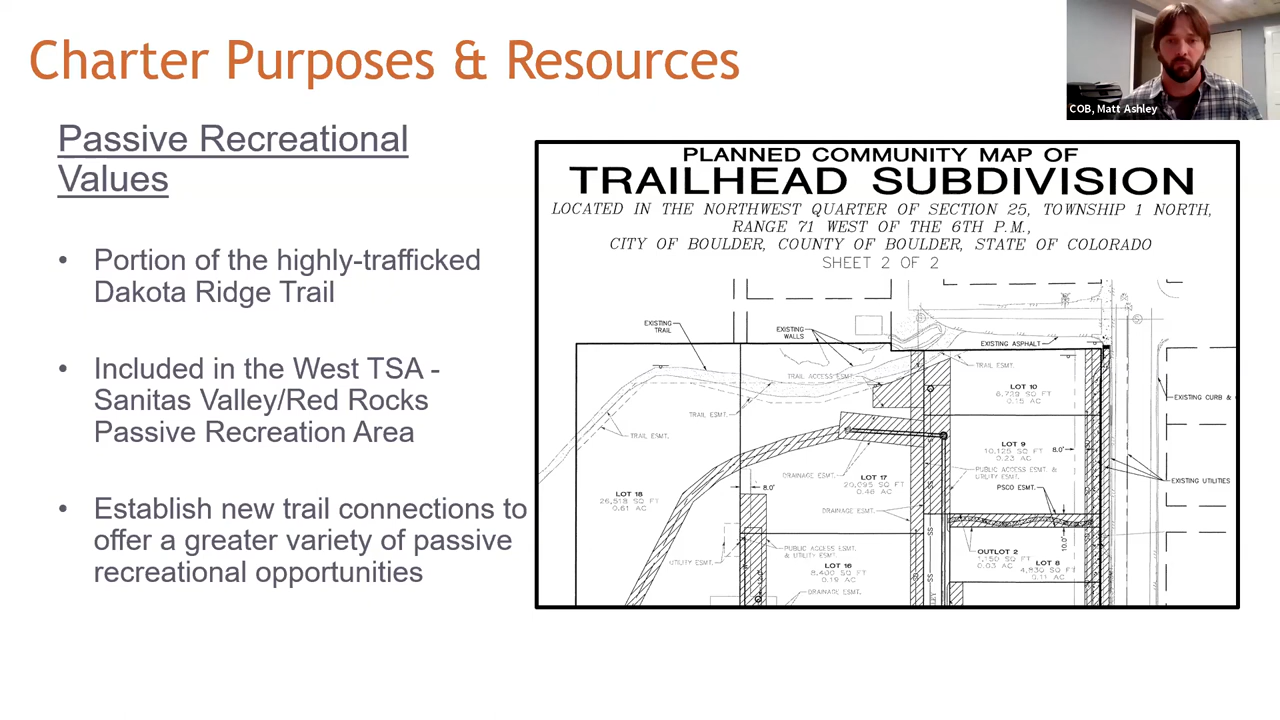 Charter Purposes & Resources
COB, Matt Ashley
Passive Recreational
Values
• Portion of the highly-trafficked
Dakota Ridge Trail
• Included in the West TSA -
Sanitas Valley/Red Rocks
Passive Recreation Area
• Establish new trail connections to
offer a greater variety of passive
recreational opportunities
PLANNED COMMUNITY MAP OF
TRAILHEAD SUBDIVISION
LOCATED IN THE NORTHWEST QUARTER OF SECTION 25, TOWNSHIP 1 NORTH,
RANGE 71 WEST OF THE 6TH P.M.,
CITY OF BOULDER, COUNTY OF BOULDER, STATE OF COLORADO
SHEET 2 OF 2
EXISTING
TRAIL
EXISTING
WALLS
EXISTING ASPHALT
TRAIL ACCESS ESMT.
TRAIL ESMT.
LOT 10
6,739 SQ FT
0.15 AC
EXISTING CURB &
TRAIL ESMT.
TRAIL ESMT.
LOT 9
10,125 SQ FT
0.23 AC
8.0'
DRAINAGE ESMT.
LOT 17
20,095 SQ FT
0.46 AC
PUBLIC ACCESS ESMT. &
UTILITY ESMT.
PSCO ESMT.
EXISTING UTILITIES
8.0'
LOT 18
26,518 SQ FT
0.61 AC
DRAINAGE ESMT.
SS
PUBLIC ACCESS ESMT.
& UTILITY ESMT.
UTILITY ESMT.
OUTLOT 2
1,150 SQ FT
0.03 AC
10.0'
LOT 8
4,830 SQ FT
0.11 AC
LOT 16
8,400 SQ FT
0.19 AC
SS
DRAINAGE ESMT.